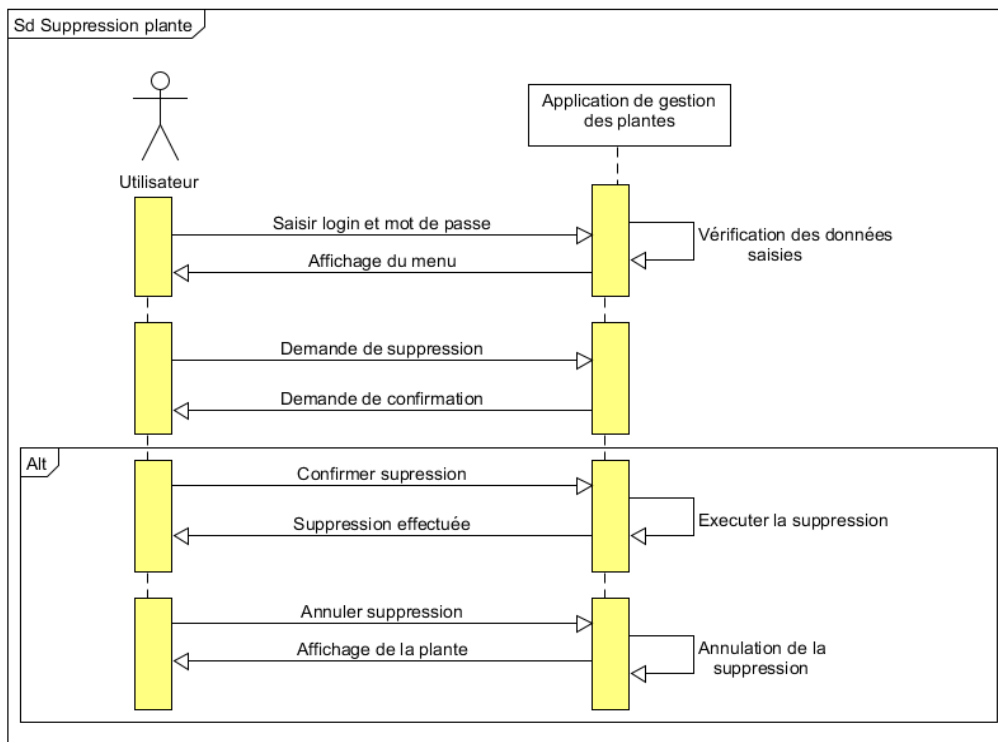 Sd Suppression plante
Application de gestion
des plantes
Utilisateur
Saisir login et mot de passe
Vérification des données
saisies
Affichage du menu
Demande de suppression
Demande de confirmation
Alt
Confirmer supression
Suppression effectuée
Executer la suppression
Annuler suppression
Affichage de la plante
Annulation de la
suppression